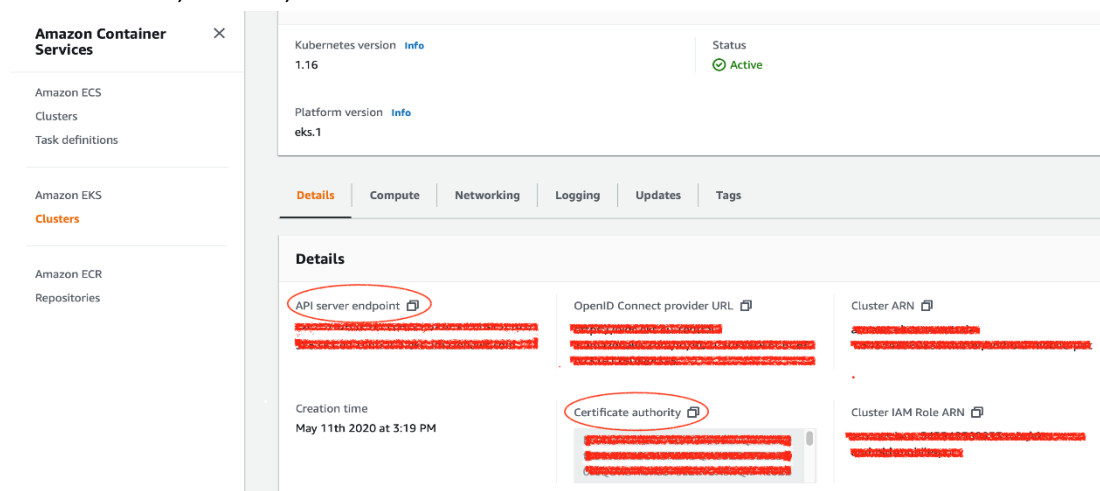 Amazon Container
Services
Amazon ECS
Clusters
Task definitions
Amazon EKS
Clusters
Amazon ECR
Repositories
Kubernetes version Info
1.16
Status
Active
Platform version Info
eks.1
Details Compute Networking Logging Updates Tags
Details
API server endpoint
OpenID Connect provider URL
Cluster ARN
Creation time
May 11th 2020 at 3:19 PM
Certificate authority
Cluster IAM Role ARN